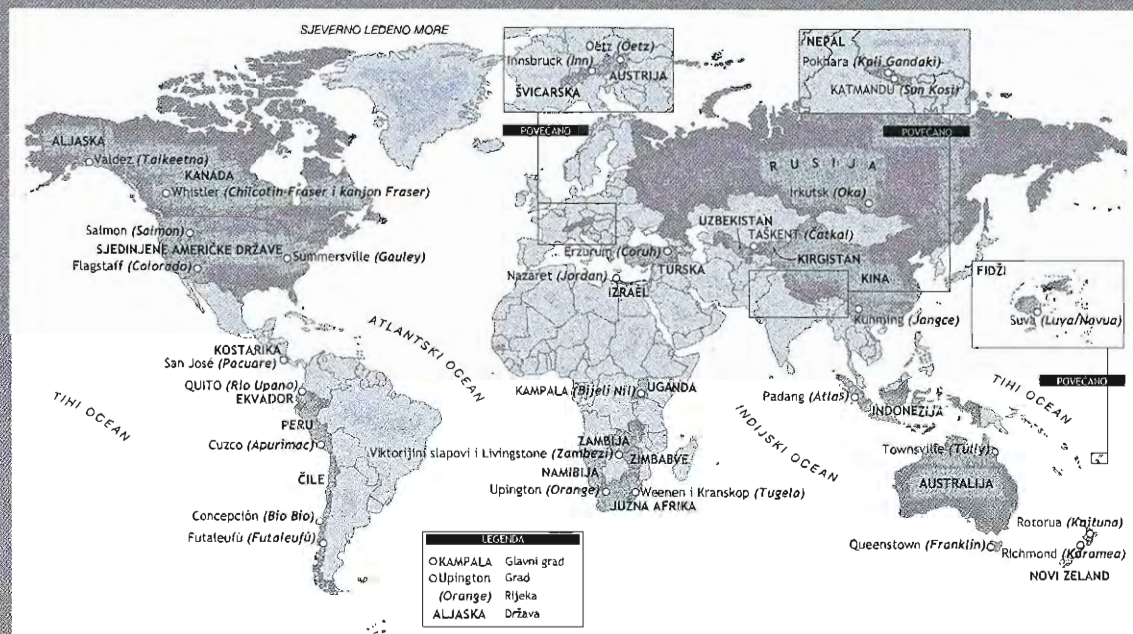 SJEVERNO LEDENO MORE
Oetz (Oetz)
Innsbruck (Inn)
AUSTRIJA
ŠVICARSKA
POVEĆANO
NEPAL
Pokhara (Kali Gandaki)
KATMANDU (Sun Kosi)
POVEĆANO
ALJASKA
Valdez (Talkeetna)
KANADA
Whistler (Chilcotin-Fraser i kanjon Fraser)
RUSIJA
Irkutsk (Oka)
Salmon (Salmon)
SJEDINJENE AMERIČKE DRŽAVE
Summersville (Gauley)
Flagstaff (Colorado)
UZBEKISTAN
TAŠKENT (Čatkal)
Erzurum (Coruh)
KIRGISTAN
TURSKA
Nazaret (Jordan)
IZRAEL
KINA
Kunming (Jangce)
FIDŽI
Suva (Luva/Navua)
POVEĆANO
ATLANTSKI OCEAN
KOSTARIKA
San José (Pacuare)
QUITO (Rio Upano)
EKVADOR
TIHI OCEAN
PERU
Cuzco (Apurimac)
ČILE
Concepción (Bio Bio)
Futaleufù (Futaleufù)
KAMPALA (Bijeli Nil)
UGANDA
ZAMBIJA
Viktorijini slapovi i Livingstone (Zambezi)
ZIMBABVE
NAMIBIJA
Upington (Orange)
Weenen i Kranskop (Tugela)
JUŽNA AFRIKA
INDIJSKI OCEAN
Padang (Atlas)
INDONEZIJA
TIHI OCEAN
Townsville (Tully)
AUSTRALIJA
Rotorua (Kaituna)
Queenstown (Franklin)
Richmond (Karamea)
NOVI ZELAND
LEGENDA
KAMPALA Glavni grad
Upington Grad
(Orange) Rijeka
ALJASKA Država